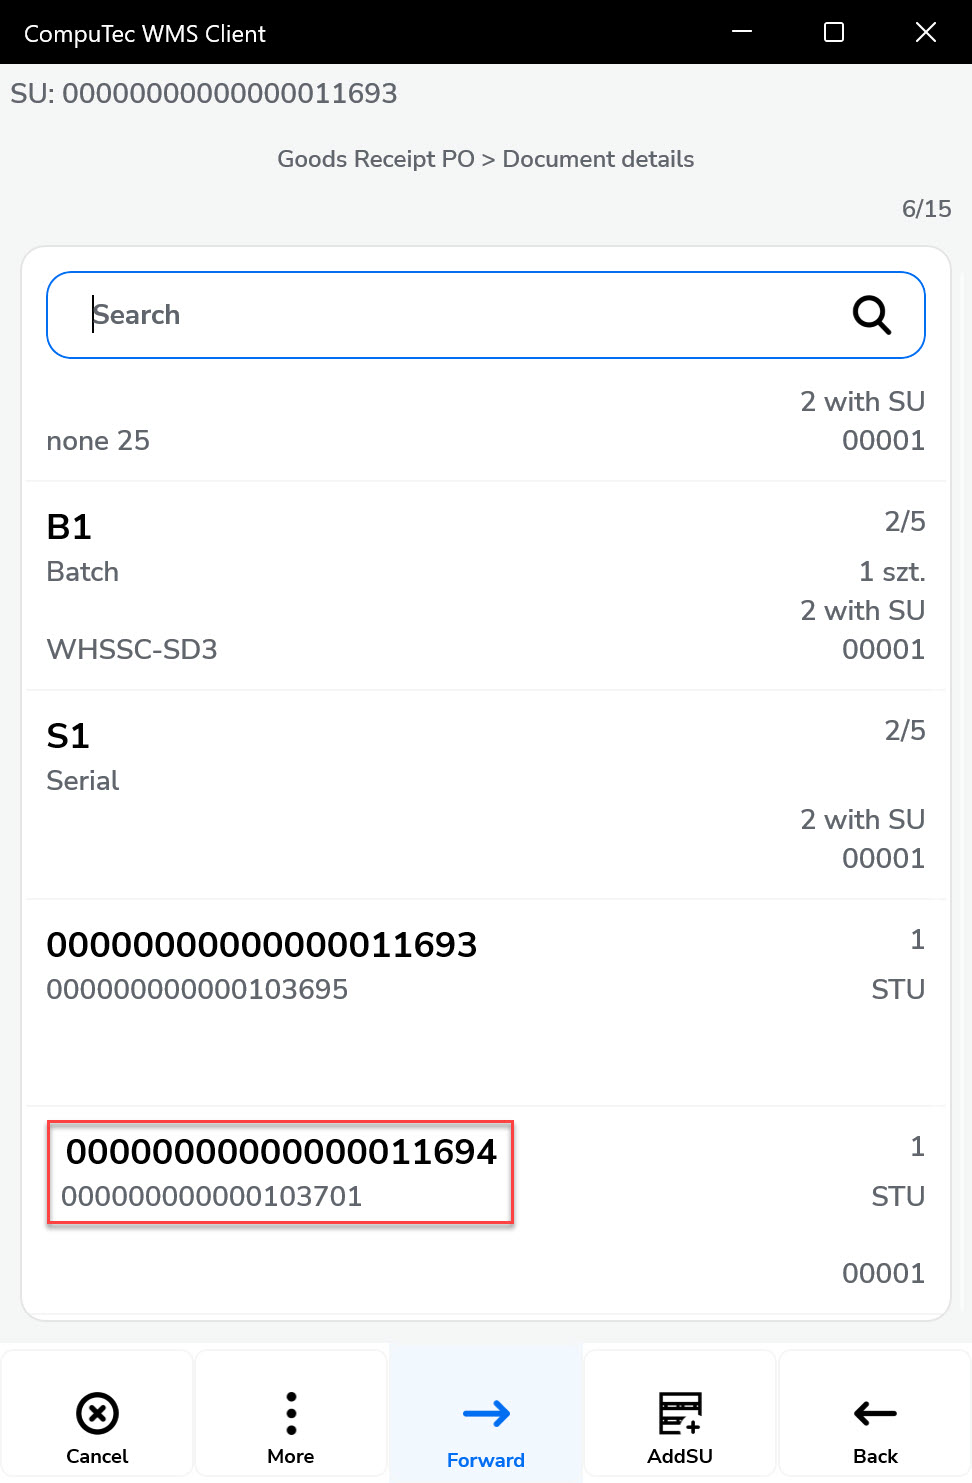 CompuTec WMS Client
SU: 00000000000000011693
Goods Receipt PO > Document details
6/15
Search
2 with SU
none 25 00001
B1 2/5
Batch 1 szt.
2 with SU
WHSSC-SD3 00001
S1 2/5
Serial
2 with SU
00001
00000000000000011693 1
000000000000103695 STU
00000000000000011694 1
000000000000103701 STU
00001
Cancel More Forward AddSU Back